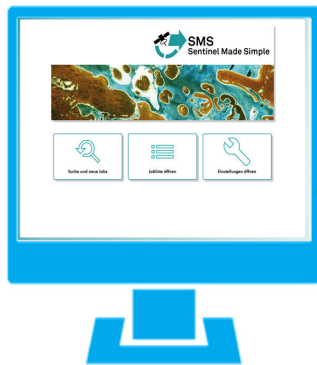 SMS
Sentinel Made Simple
Suche und neue Jobs
Jobliste öffnen
Einstellungen öffnen